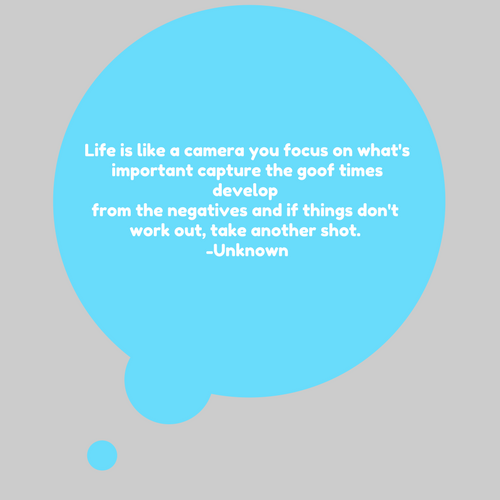 Life is like a camera you focus on what's
important capture the goof times
develop
from the negatives and if things don't
work out, take another shot.
-Unknown